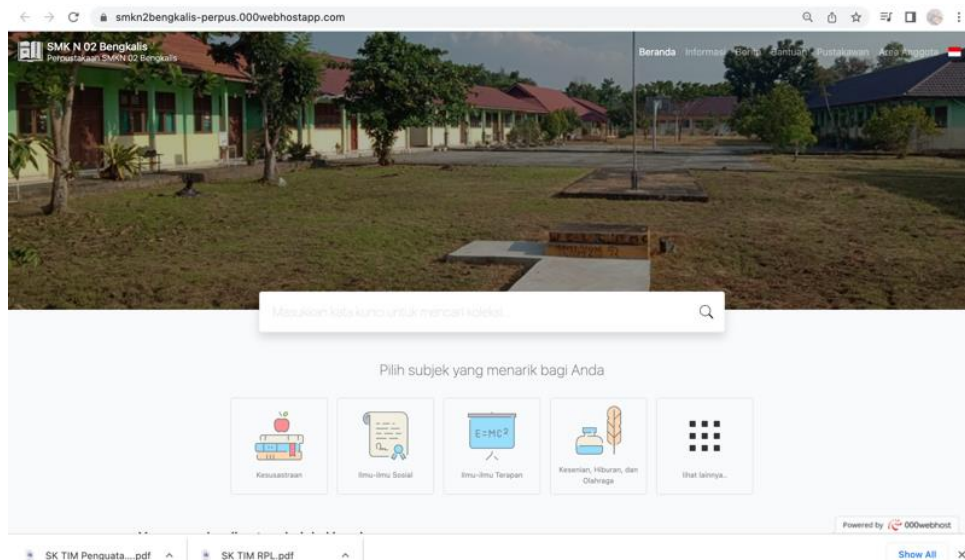 smkn2bengkalis-perpus.000webhostapp.com
SMK N 02 Bengkalis
Perpustakaan SMKN 02 Bengkalis
Beranda Informasi Berita Bantuan Pustakawan Area Anggota
Masukkan kata kunci untuk mencari koleksi...
Pilih subjek yang menarik bagi Anda
E=MC²
Kesusastraan
Ilmu-ilmu Sosial
Ilmu-ilmu Terapan
Kesenian, Hiburan, dan
Olahraga
lihat lainnya..
Powered by 000webhost
SK TIM Penguata....pdf
SK TIM RPL.pdf
Show All